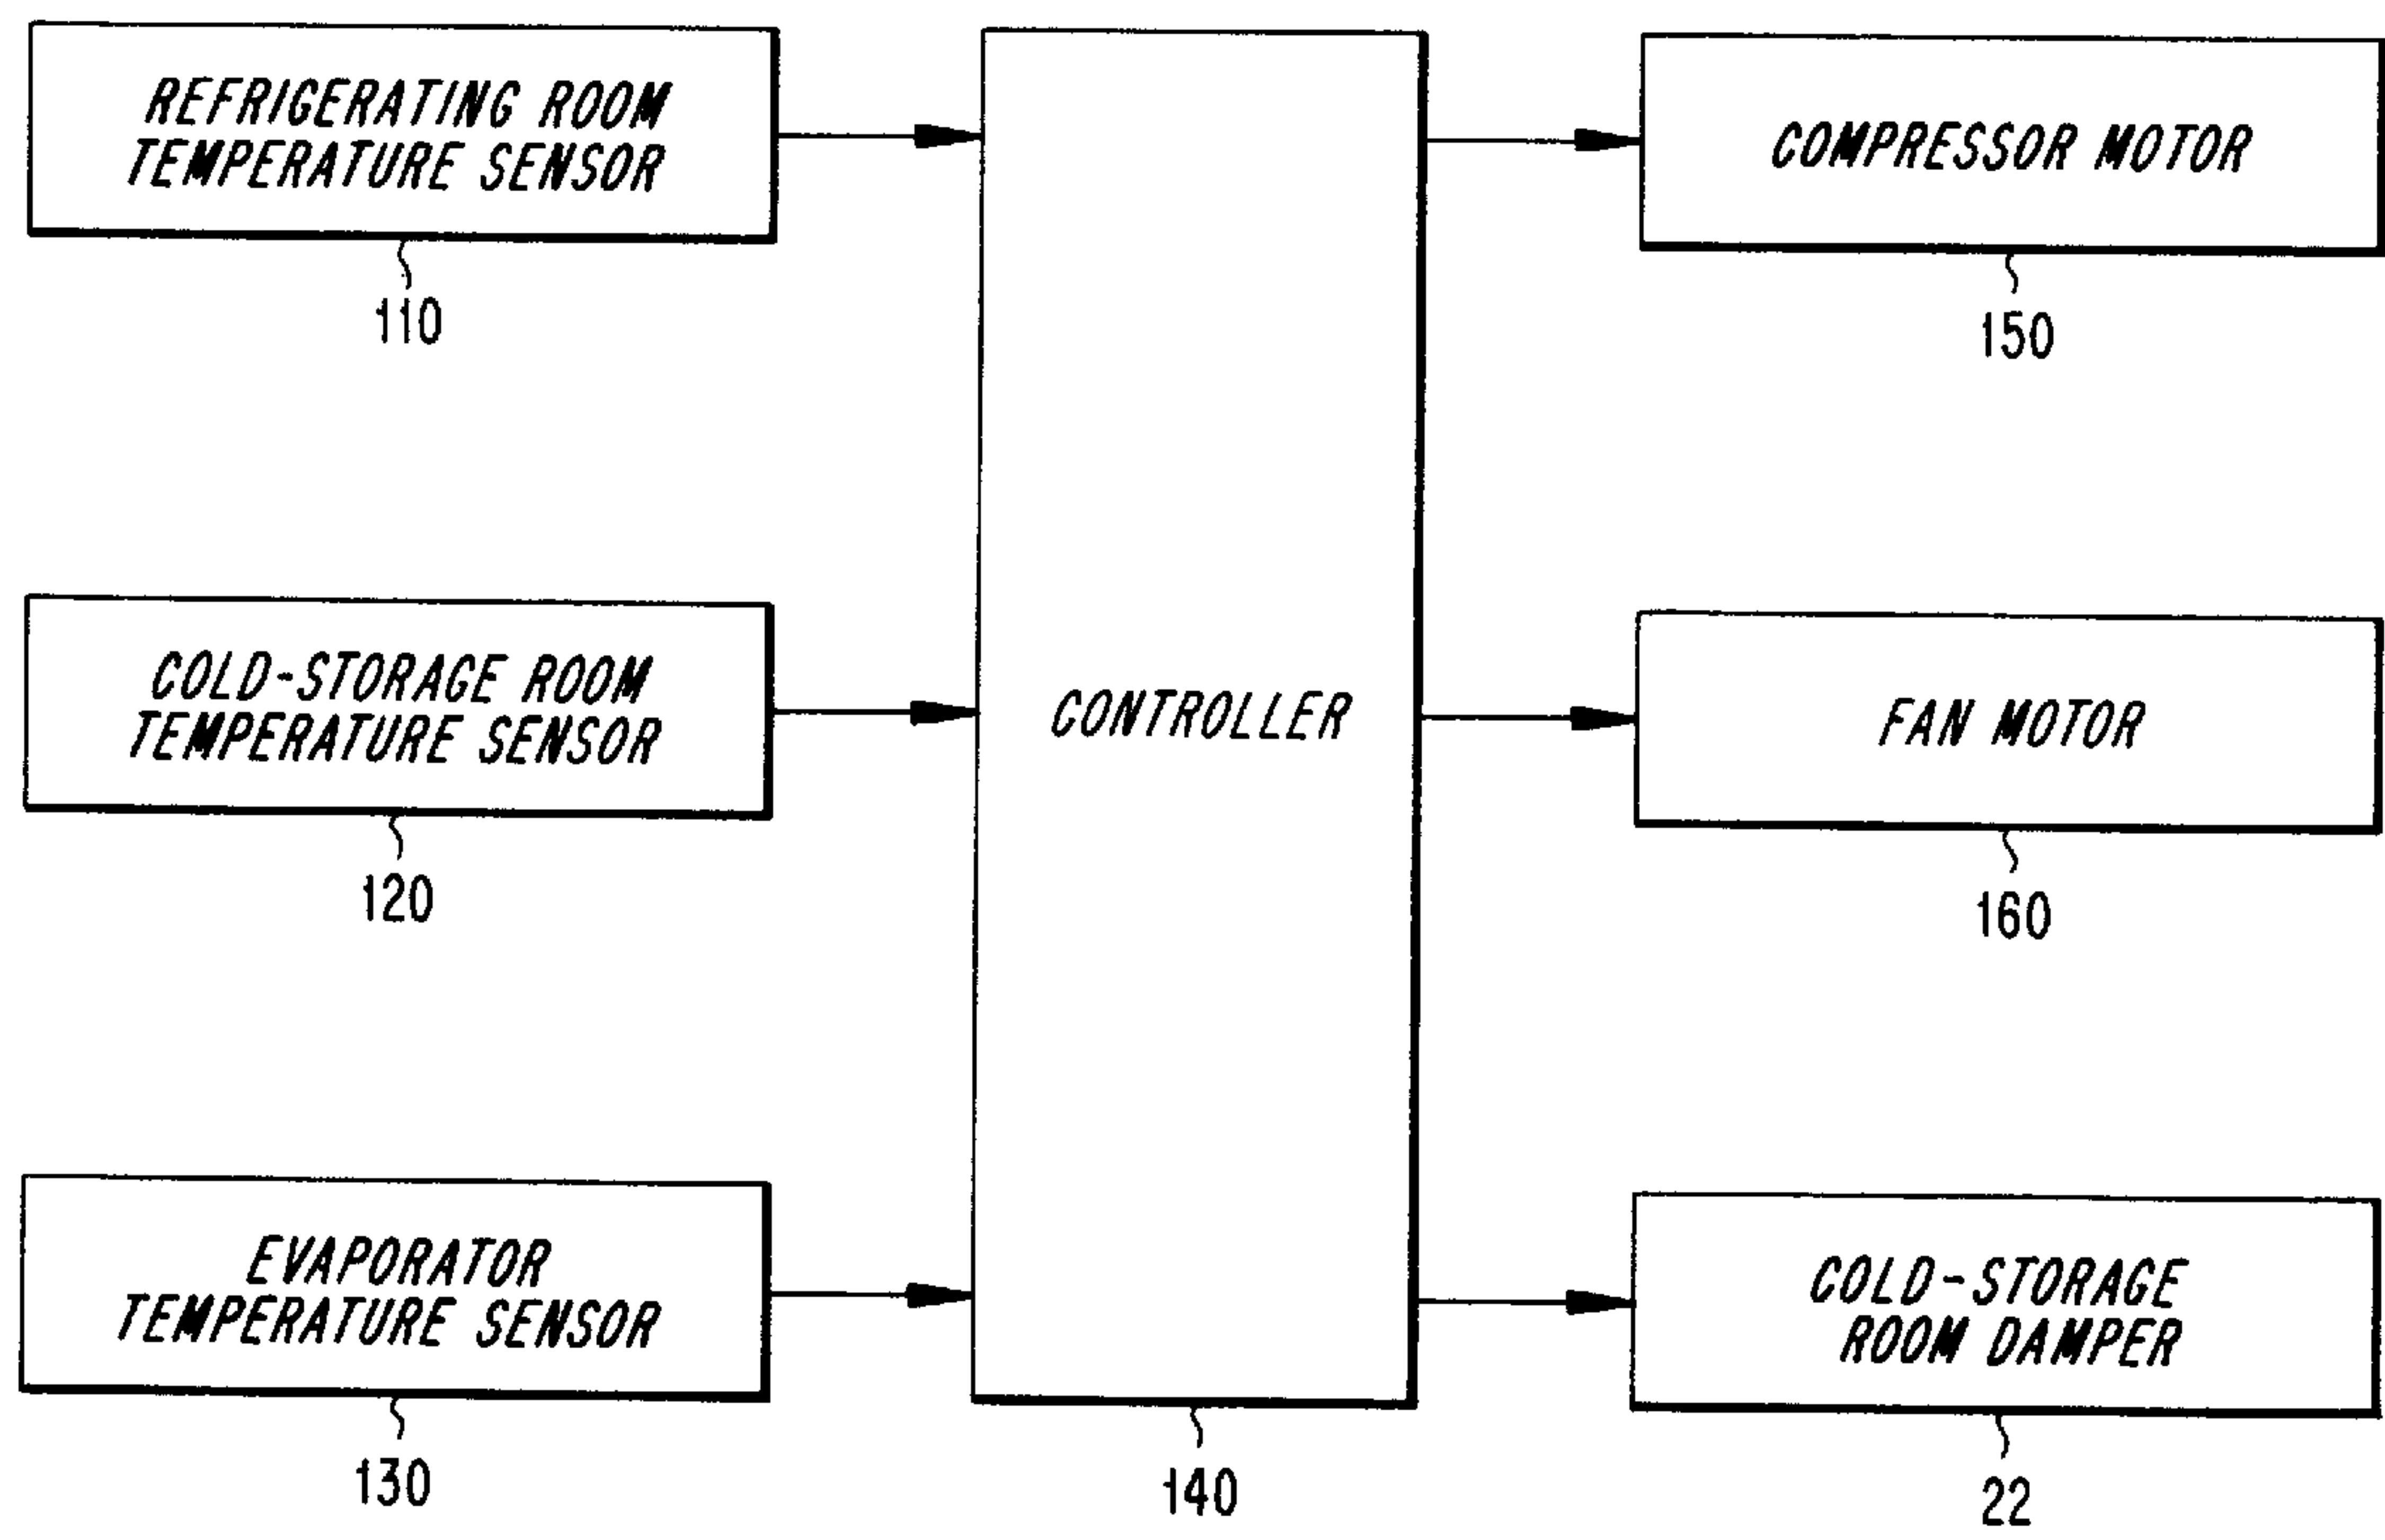 REFRIGERATING ROOM
TEMPERATURE SENSOR
110
COLD-STORAGE ROOM
TEMPERATURE SENSOR
120
EVAPORATOR
TEMPERATURE SENSOR
130
CONTROLLER
140
COMPRESSOR MOTOR
150
FAN MOTOR
160
COLD-STORAGE
ROOM DAMPER
22